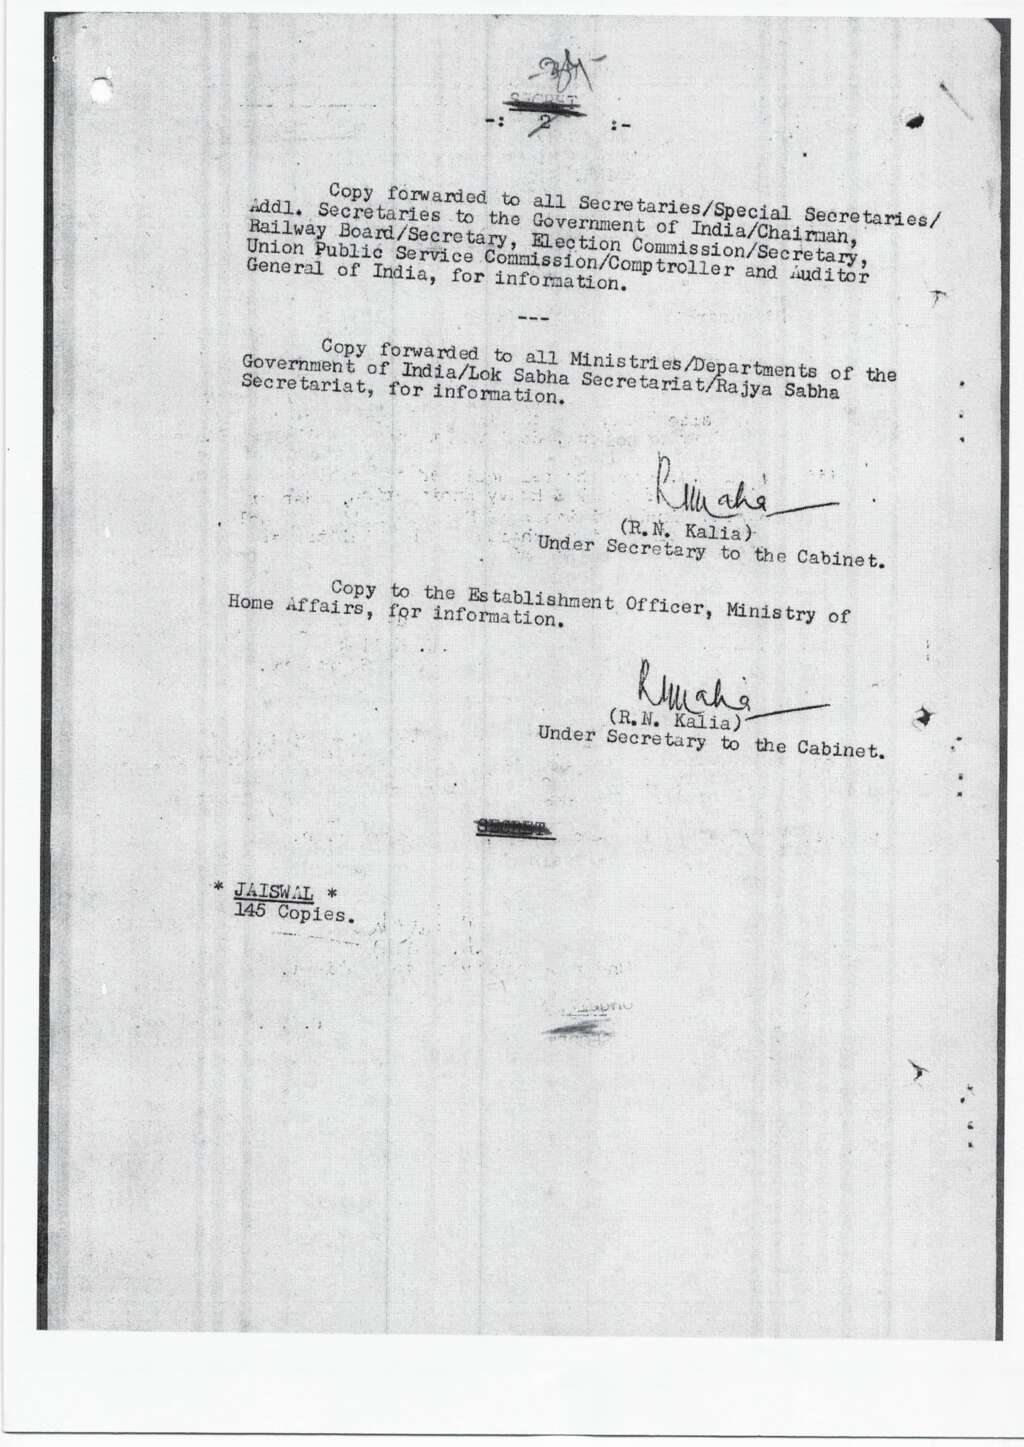 SECRET
-: 2 :-
Copy forwarded to all Secretaries/Special Secretaries/
Addl. Secretaries to the Government of India/Chairman,
Railway Board/Secretary, Election Commission/Secretary,
Union Public Service Commission/Comptroller and Auditor
General of India, for information.
---
Copy forwarded to all Ministries/Departments of the
Government of India/Lok Sabha Secretariat/Rajya Sabha
Secretariat, for information.
(R.N. Kalia)
Under Secretary to the Cabinet.
Copy to the Establishment Officer, Ministry of
Home Affairs, for information.
(R.N. Kalia)
Under Secretary to the Cabinet.
SECRET
* JAISWAL *
145 Copies.